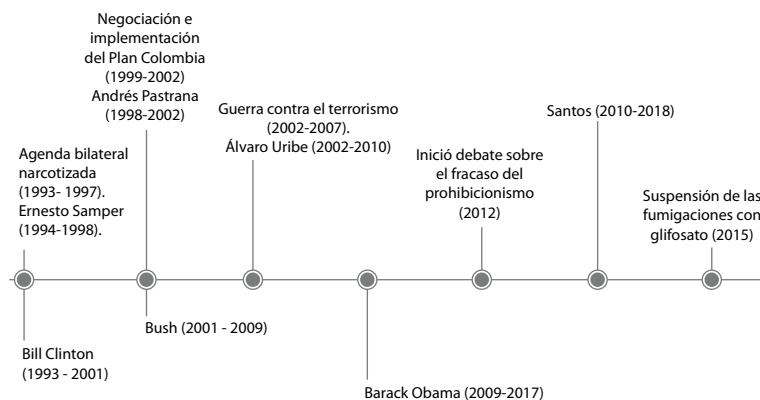 Negociación e
implementación
del Plan Colombia
(1999-2002)
Andrés Pastrana
(1998-2002)
Guerra contra el terrorismo
(2002-2007).
Álvaro Uribe (2002-2010)
Santos (2010-2018)
Agenda bilateral
narcotizada
(1993- 1997).
Ernesto Samper
(1994-1998).
Inició debate sobre
el fracaso del
prohibicionismo
(2012)
Suspensión de las
fumigaciones con
glifosato (2015)
Bush (2001 - 2009)
Bill Clinton
(1993 - 2001)
Barack Obama (2009-2017)